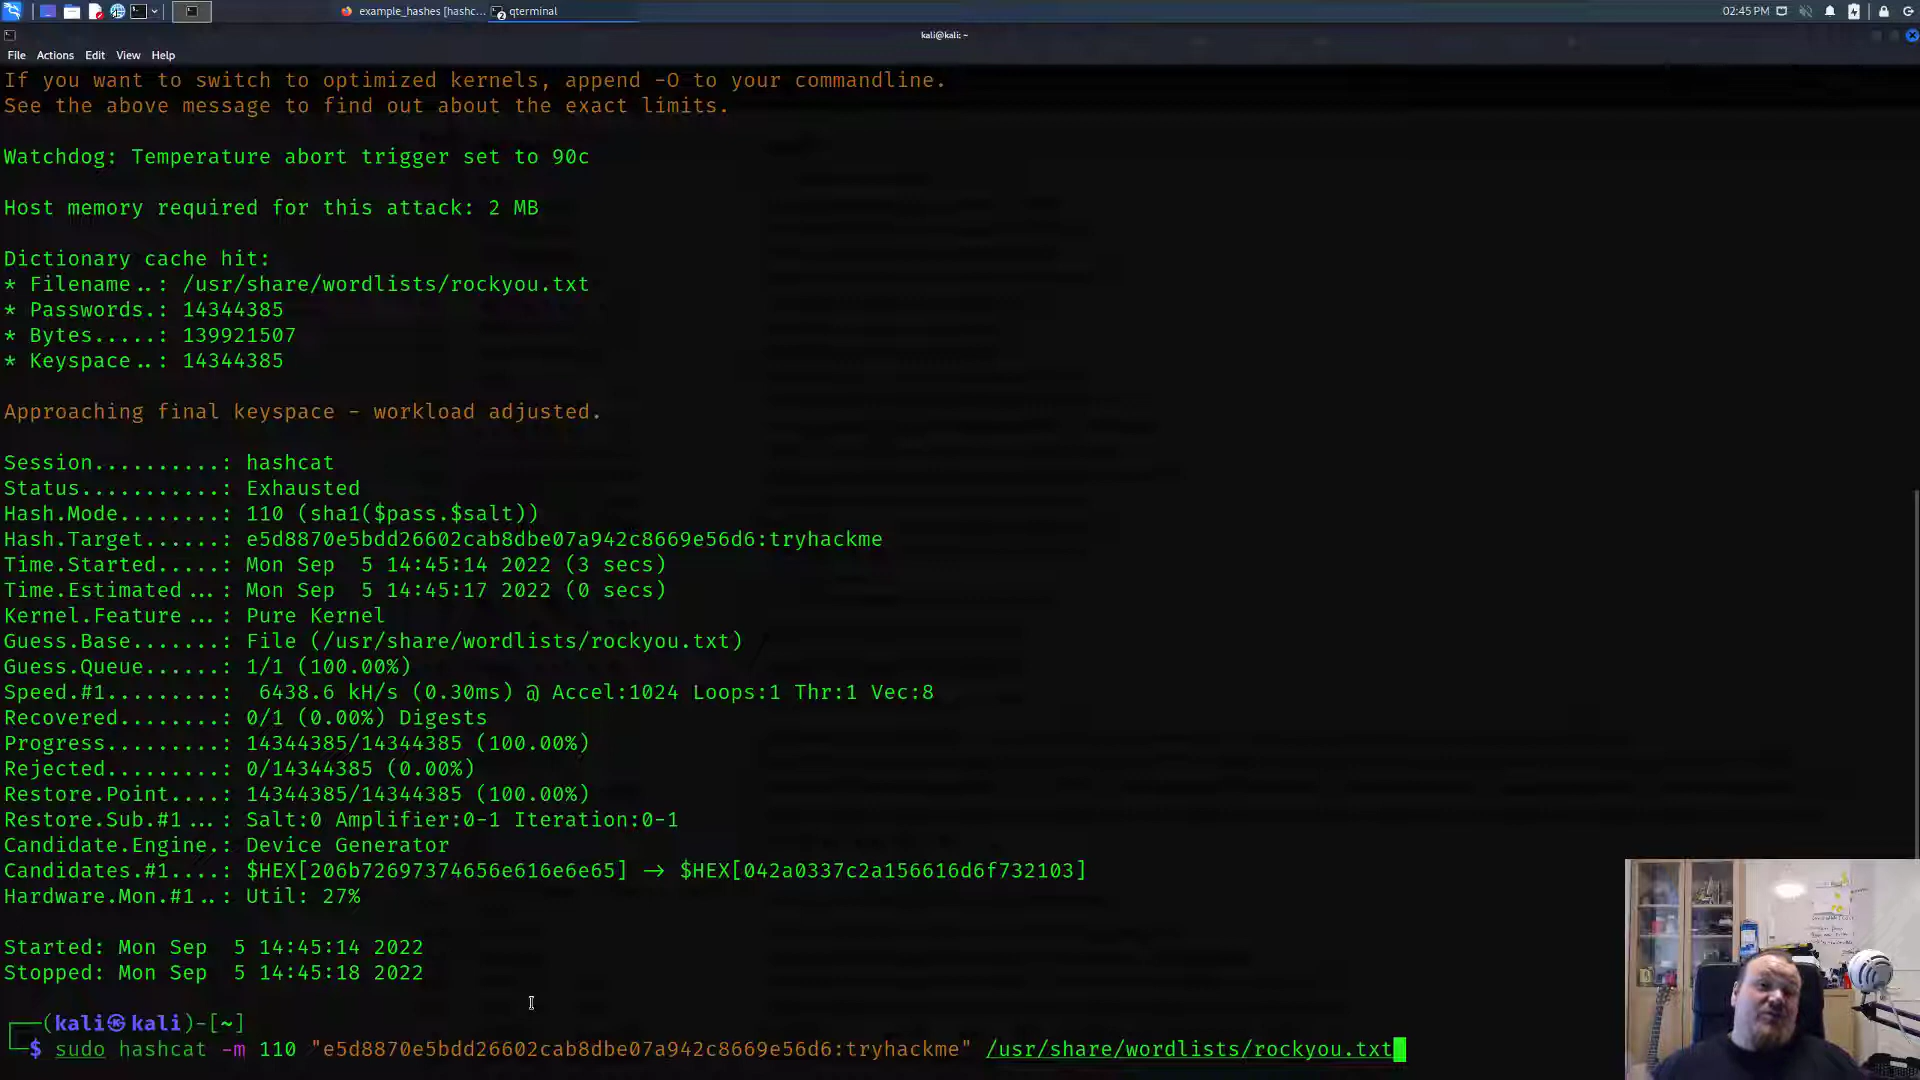 example_hashes [hashc...
qterminal
02:45 PM
kali@kali: ~
File Actions Edit View Help
If you want to switch to optimized kernels, append -O to your commandline.
See the above message to find out about the exact limits.
Watchdog: Temperature abort trigger set to 90c
Host memory required for this attack: 2 MB
Dictionary cache hit:
* Filename..: /usr/share/wordlists/rockyou.txt
* Passwords.: 14344385
* Bytes.....: 139921507
* Keyspace..: 14344385
Approaching final keyspace - workload adjusted.
Session..........: hashcat
Status...........: Exhausted
Hash.Mode........: 110 (sha1($pass.$salt))
Hash.Target......: e5d8870e5bdd26602cab8dbe07a942c8669e56d6:tryhackme
Time.Started.....: Mon Sep  5 14:45:14 2022 (3 secs)
Time.Estimated...: Mon Sep  5 14:45:17 2022 (0 secs)
Kernel.Feature...: Pure Kernel
Guess.Base.......: File (/usr/share/wordlists/rockyou.txt)
Guess.Queue......: 1/1 (100.00%)
Speed.#1.........:  6438.6 kH/s (0.30ms) @ Accel:1024 Loops:1 Thr:1 Vec:8
Recovered........: 0/1 (0.00%) Digests
Progress.........: 14344385/14344385 (100.00%)
Rejected.........: 0/14344385 (0.00%)
Restore.Point....: 14344385/14344385 (100.00%)
Restore.Sub.#1...: Salt:0 Amplifier:0-1 Iteration:0-1
Candidate.Engine.: Device Generator
Candidates.#1....: $HEX[206b72697374656e616e6e65] -> $HEX[042a0337c2a156616d6f732103]
Hardware.Mon.#1..: Util: 27%
Started: Mon Sep  5 14:45:14 2022
Stopped: Mon Sep  5 14:45:18 2022
┌──(kali㉿kali)-[~]
└─$ sudo hashcat -m 110 "e5d8870e5bdd26602cab8dbe07a942c8669e56d6:tryhackme" /usr/share/wordlists/rockyou.txt